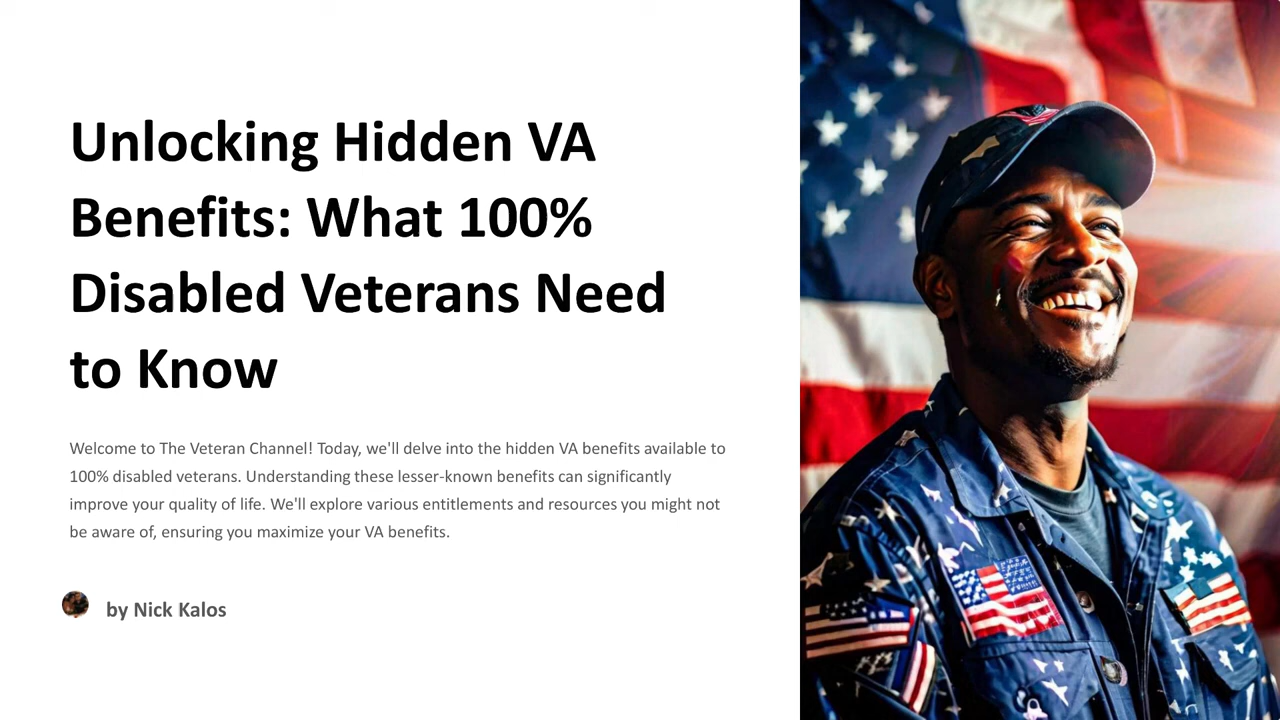 Unlocking Hidden VA
Benefits: What 100%
Disabled Veterans Need
to Know
Welcome to The Veteran Channel! Today, we'll delve into the hidden VA benefits available to
100% disabled veterans. Understanding these lesser-known benefits can significantly
improve your quality of life. We'll explore various entitlements and resources you might not
be aware of, ensuring you maximize your VA benefits.
by Nick Kalos